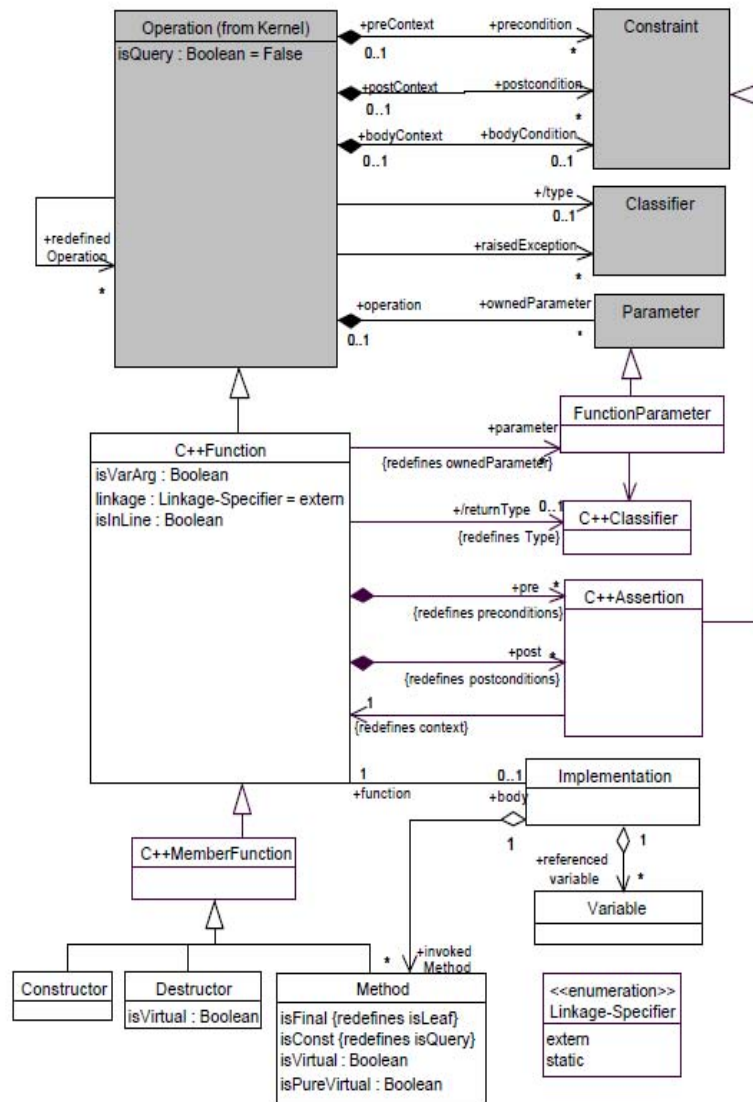 Operation (from Kernel)
isQuery : Boolean = False
+preContext
0..1
+precondition
*
Constraint
+postContext
0..1
+postcondition
*
+bodyContext
0..1
+bodyCondition
0..1
+redefined
Operation
*
+/type
0..1
Classifier
+raisedException
*
+operation
0..1
+ownedParameter
*
Parameter
C++Function
isVarArg : Boolean
linkage : Linkage-Specifier = extern
isInLine : Boolean
+parameter
{redefines ownedParameter}
*
FunctionParameter
+/returnType
0..1
{redefines Type}
C++Classifier
+pre
*
{redefines preconditions}
C++Assertion
+post
*
{redefines postconditions}
1
{redefines context}
1
+function
0..1
+body
Implementation
1
1
+referenced
variable
*
C++MemberFunction
Variable
+invoked
Method
*
Constructor
Destructor
isVirtual : Boolean
Method
isFinal {redefines isLeaf}
isConst {redefines isQuery}
isVirtual : Boolean
isPureVirtual : Boolean
<<enumeration>>
Linkage-Specifier
extern
static